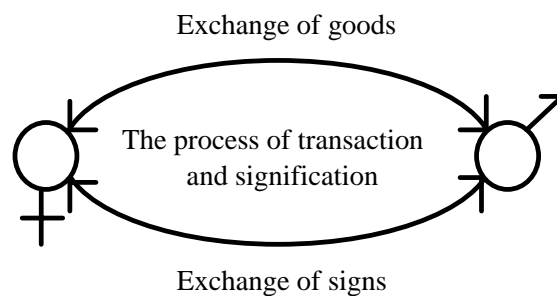 Exchange of goods
The process of transaction
and signification
Exchange of signs